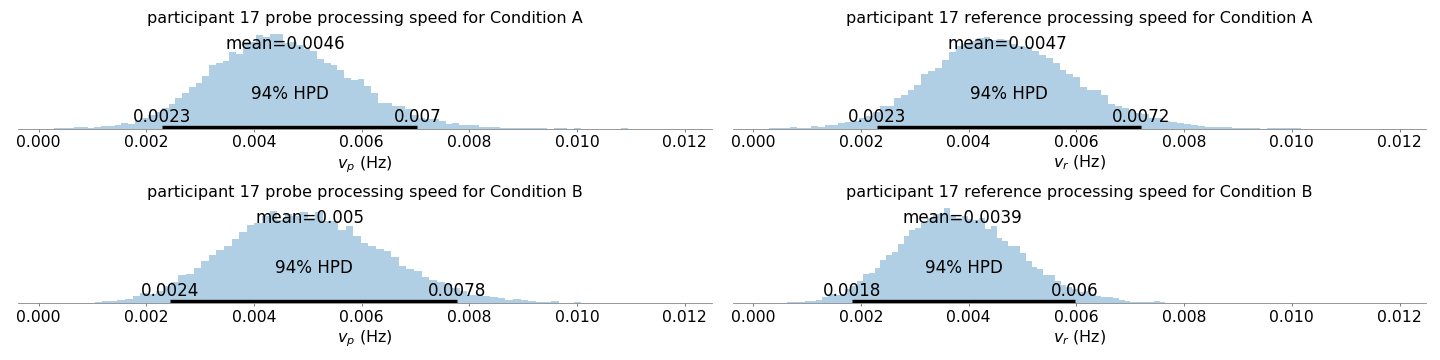 participant 17 probe processing speed for Condition A
mean=0.0046
94% HPD
0.0023 0.007
0.000 0.002 0.004 0.006 0.008 0.010 0.012
v_p (Hz)
participant 17 reference processing speed for Condition A
mean=0.0047
94% HPD
0.0023 0.0072
0.000 0.002 0.004 0.006 0.008 0.010 0.012
v_r (Hz)
participant 17 probe processing speed for Condition B
mean=0.005
94% HPD
0.0024 0.0078
0.000 0.002 0.004 0.006 0.008 0.010 0.012
v_p (Hz)
participant 17 reference processing speed for Condition B
mean=0.0039
94% HPD
0.0018 0.006
0.000 0.002 0.004 0.006 0.008 0.010 0.012
v_r (Hz)